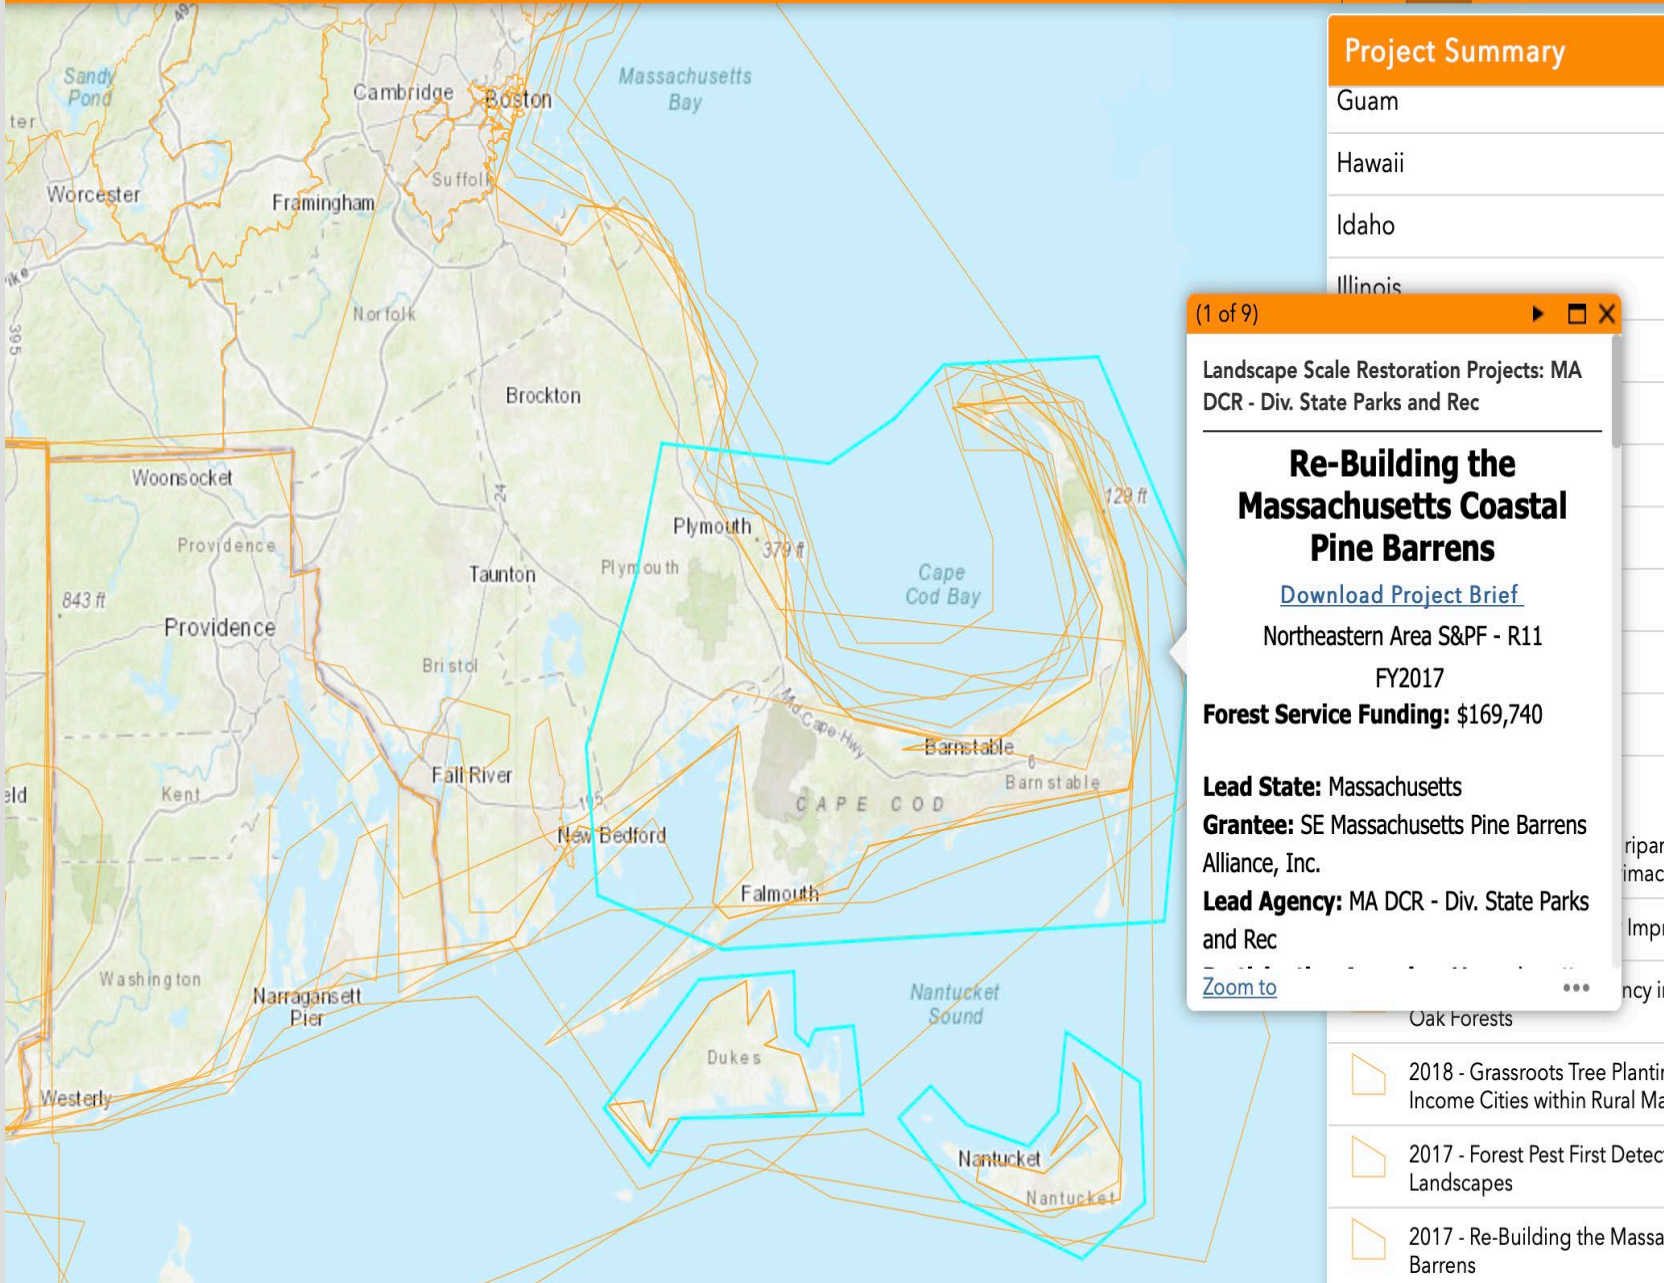 Project Summary
Guam
Hawaii
Idaho
Illinois
(1 of 9)
Landscape Scale Restoration Projects: MA
DCR - Div. State Parks and Rec
Re-Building the
Massachusetts Coastal
Pine Barrens
Download Project Brief
Northeastern Area S&PF - R11
FY2017
Forest Service Funding: $169,740
Lead State: Massachusetts
Grantee: SE Massachusetts Pine Barrens
Alliance, Inc.
Lead Agency: MA DCR - Div. State Parks
and Rec
Zoom to
•••
Oak Forests
2018 - Grassroots Tree
Income Cities within Rural
2017 - Forest Pest First
Landscapes
2017 - Re-Building the
Barrens
Sandy
Pond
Cambridge
Boston
Massachusetts
Bay
ter
Worcester
Framingham
Suffolk
Norfolk
395
Brockton
Woonsocket
24
Plymouth
379 ft
129 ft
Providence
Taunton
Plymouth
Cape
Cod Bay
843 ft
Providence
Bristol
Mid-Cape-Hwy
Barnstable
6
Barnstable
Fall River
Kent
195
CAPE COD
New Bedford
Falmouth
Washington
Narragansett
Pier
Nantucket
Sound
Dukes
Westerly
Nantucket
Nantucket